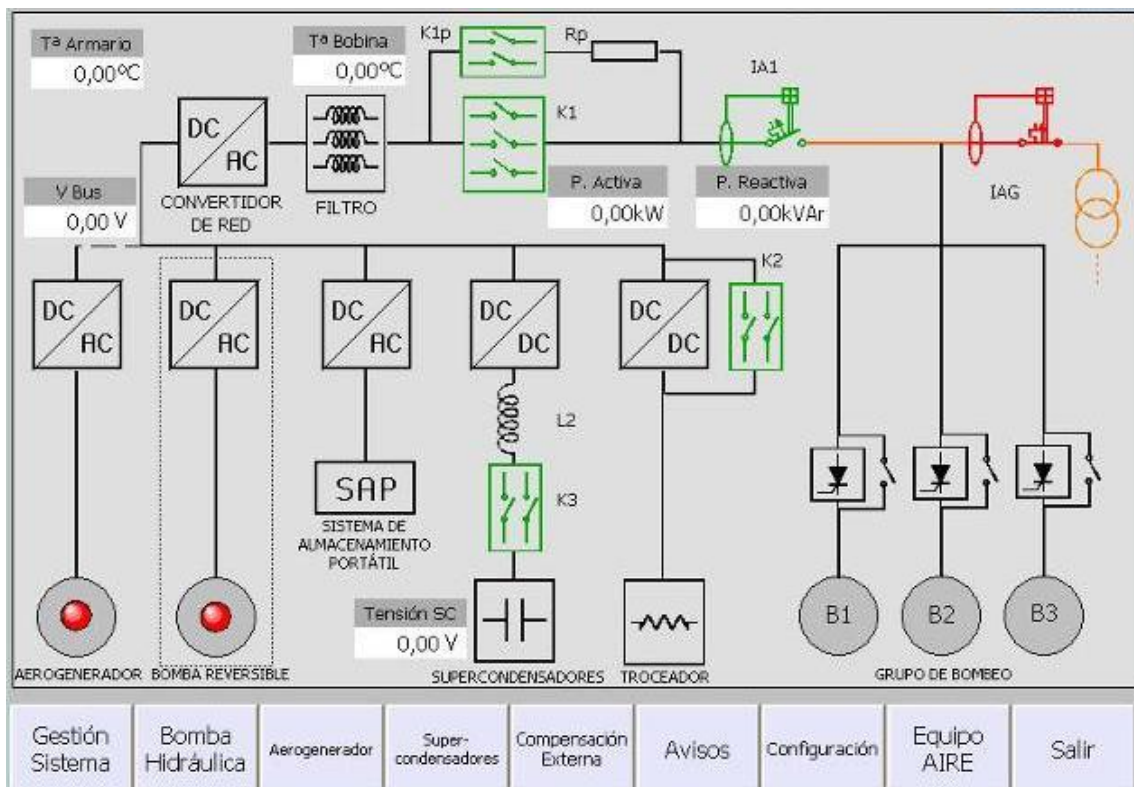 Tª Armario
0,00ºC
Tª Bobina
0,00ºC
K1p
Rp
IA1
K1
DC
AC
CONVERTIDOR
DE RED
FILTRO
P. Activa
0,00kW
P. Reactiva
0,00kVAr
IAG
V Bus
0,00 V
K2
DC
AC
DC
AC
DC
AC
DC
DC
DC
DC
L2
K3
SAP
SISTEMA DE
ALMACENAMIENTO
PORTÁTIL
Tensión SC
0,00 V
B1
B2
B3
AEROGENERADOR
BOMBA REVERSIBLE
SUPERCONDENSADORES
TROCEADOR
GRUPO DE BOMBEO
Gestión
Sistema
Bomba
Hidráulica
Aerogenerador
Super-
condensadores
Compensación
Externa
Avisos
Configuración
Equipo
AIRE
Salir